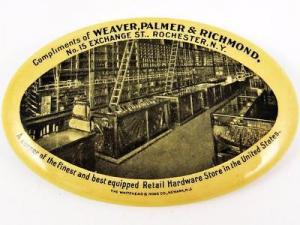 Compliments of WEAVER, PALMER & RICHMOND,
No. 15 EXCHANGE ST., ROCHESTER, N.Y.
A corner of the Finest and best equipped Retail Hardware Store in the United States.
THE WHITEHEAD & HOAG CO., NEWARK, N.J.